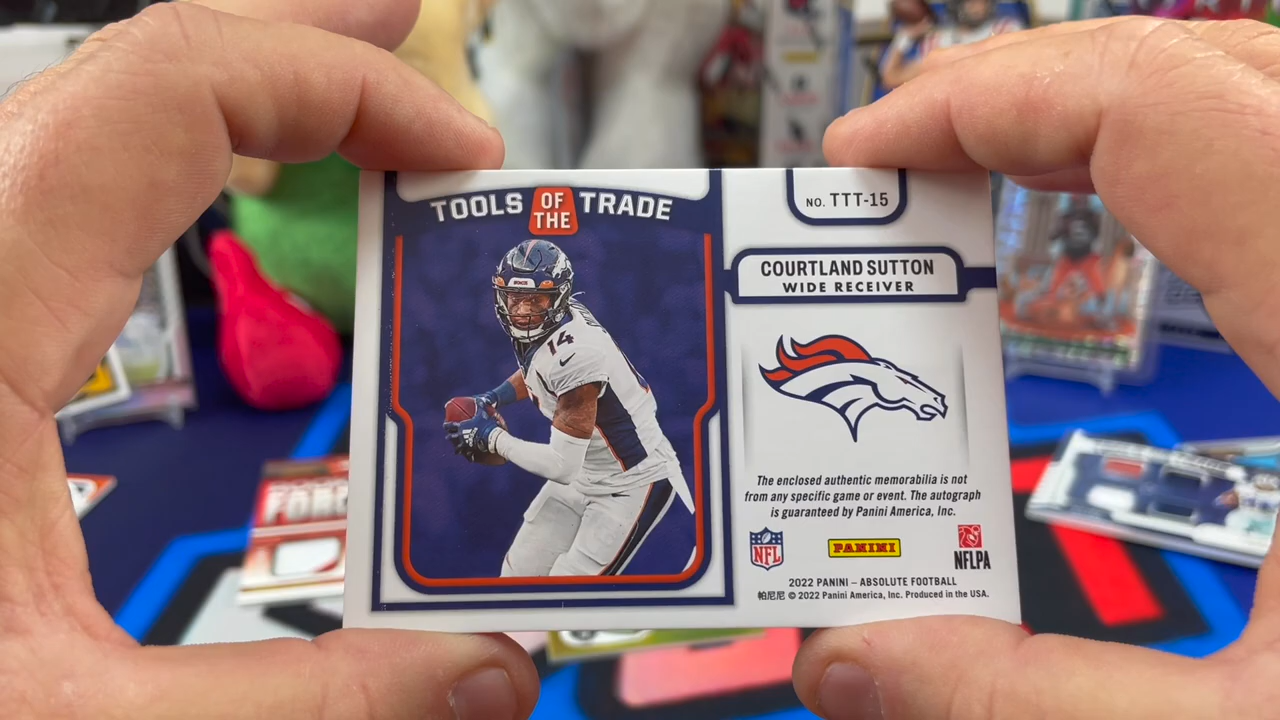 TOOLS OF THE TRADE
14
NO. TTT-15
COURTLAND SUTTON
WIDE RECEIVER
The enclosed authentic memorabilia is not
from any specific game or event. The autograph
is guaranteed by Panini America, Inc.
NFL
PANINI
NFLPA
2022 PANINI – ABSOLUTE FOOTBALL
帕尼尼 © 2022 Panini America, Inc. Produced in the USA.